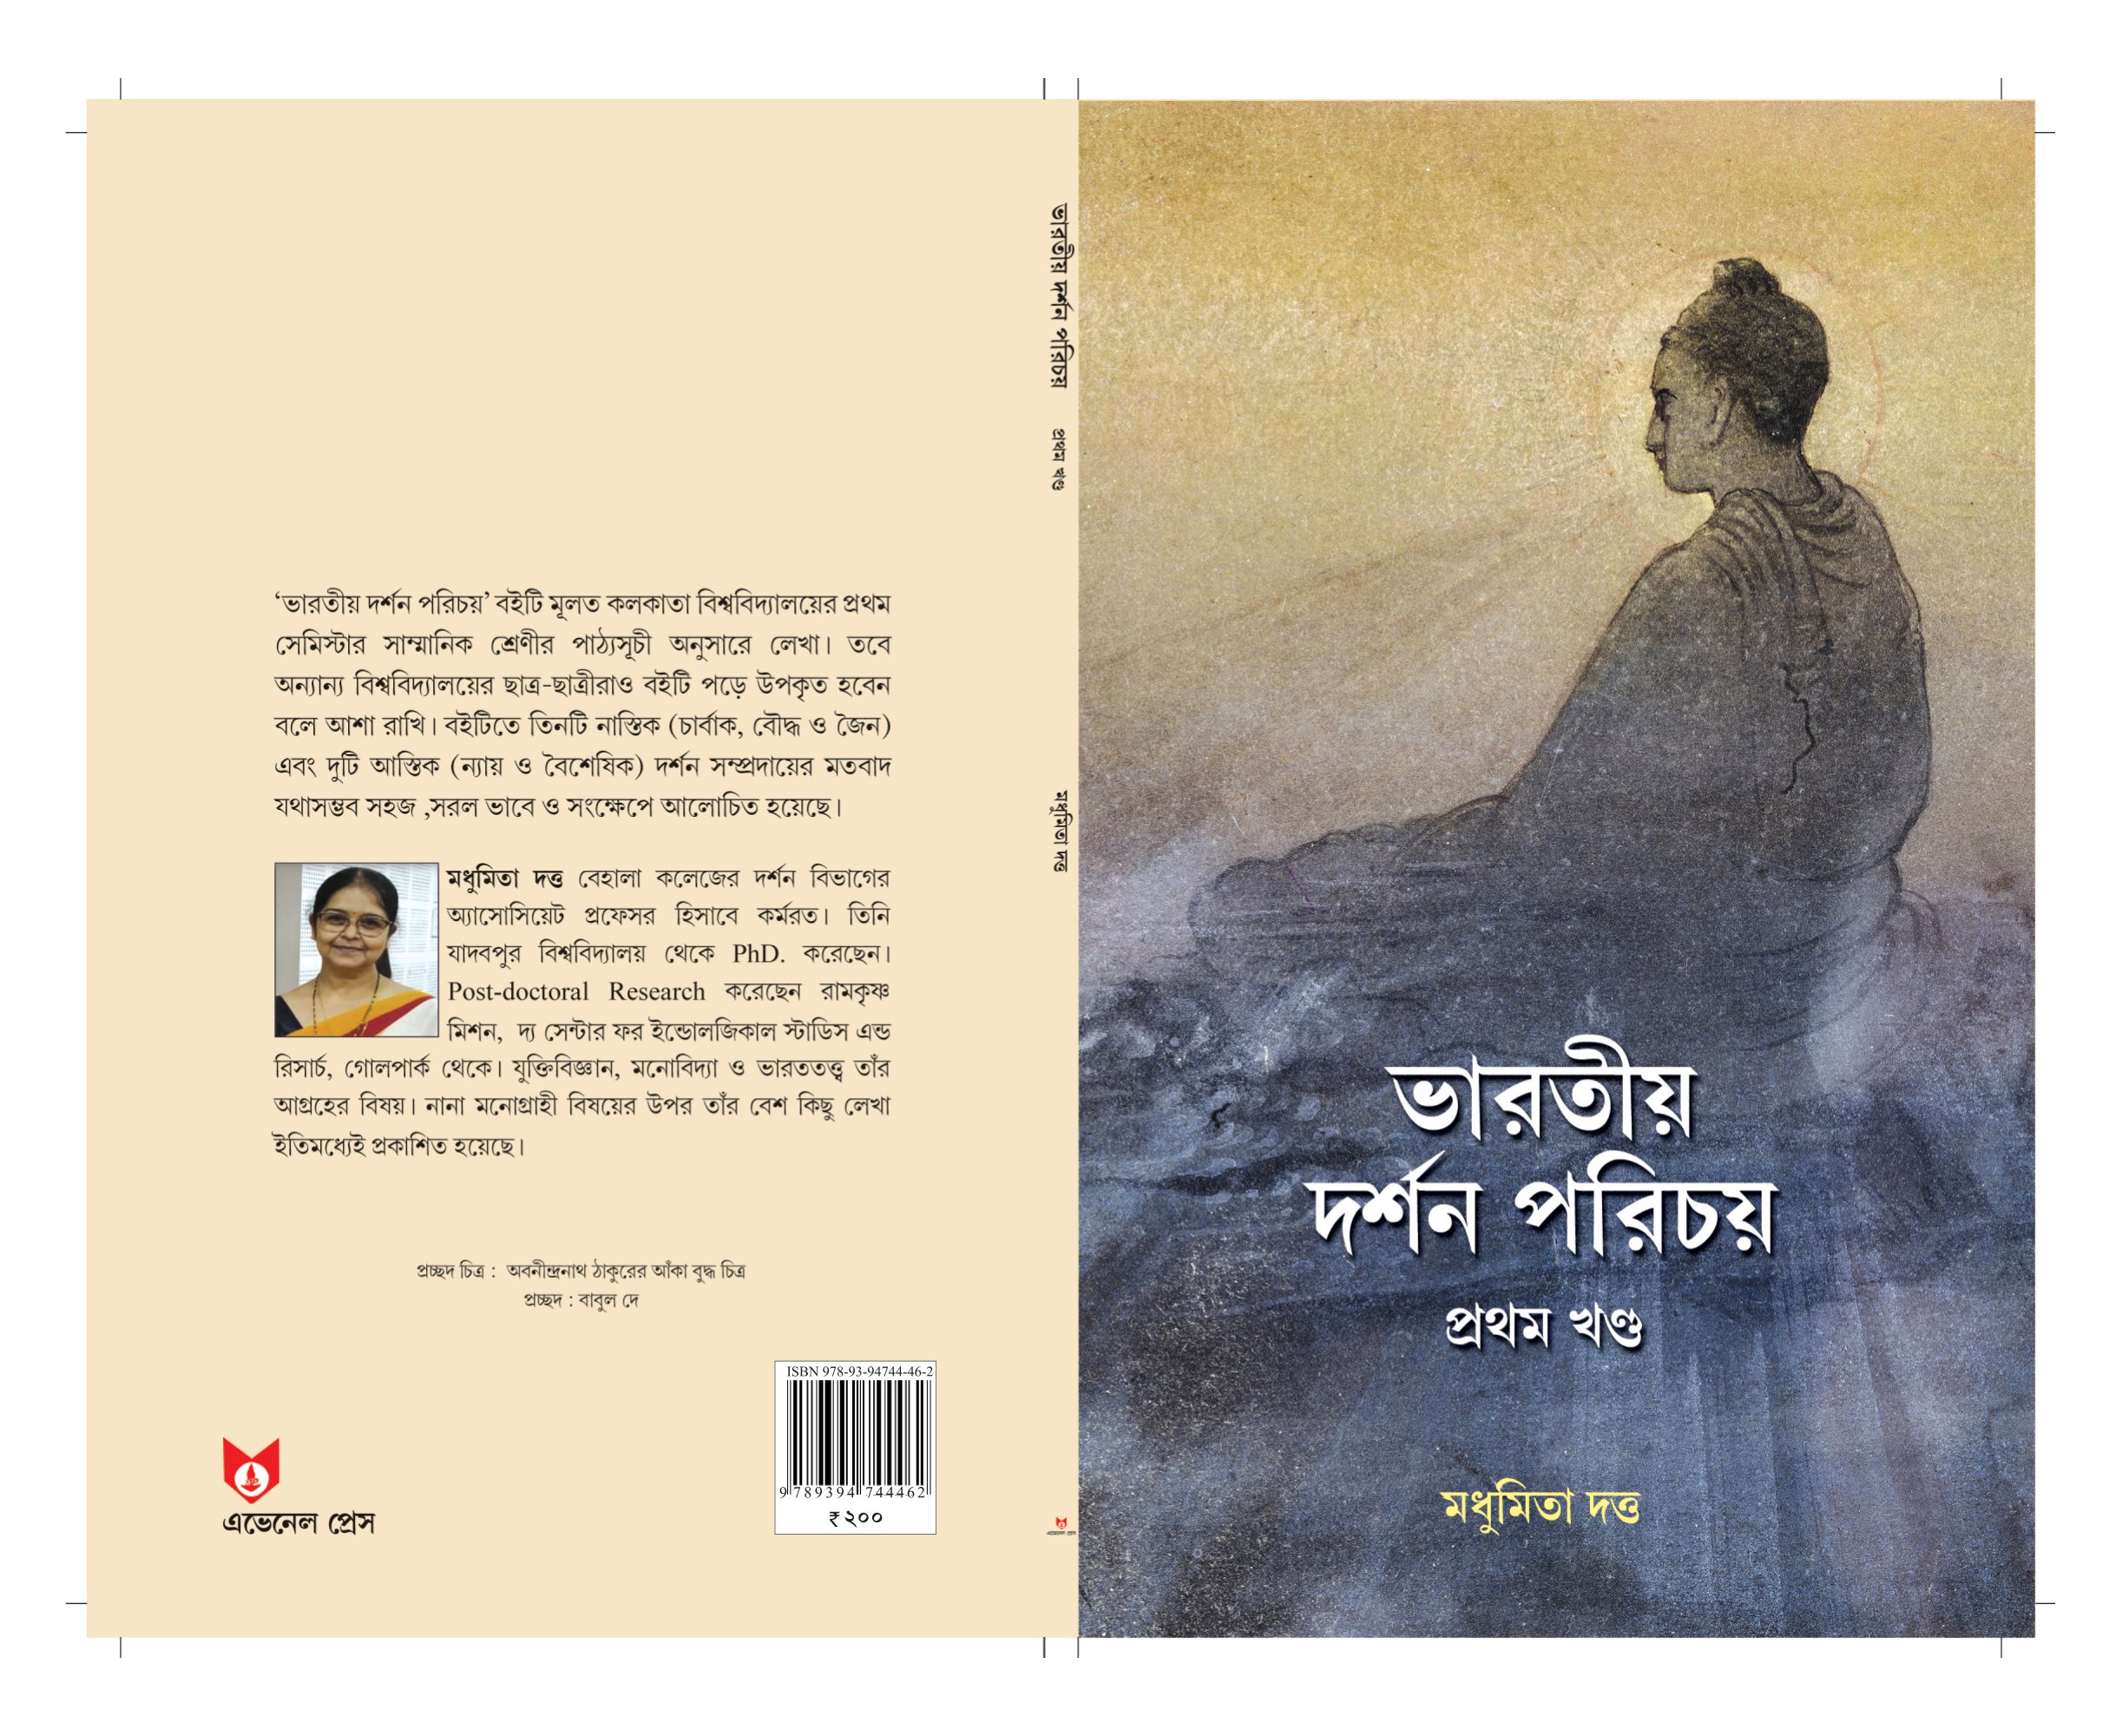 ‘ভারতীয় দর্শন পরিচয়’ বইটি মূলত কলকাতা বিশ্ববিদ্যালয়ের প্রথম
সেমিস্টার সাম্মানিক শ্রেণীর পাঠ্যসূচী অনুসারে লেখা। তবে
অন্যান্য বিশ্ববিদ্যালয়ের ছাত্র-ছাত্রীরাও বইটি পড়ে উপকৃত হবেন
বলে আশা রাখি। বইটিতে তিনটি নাস্তিক (চার্বাক, বৌদ্ধ ও জৈন)
এবং দুটি আস্তিক (ন্যায় ও বৈশেষিক) দর্শন সম্প্রদায়ের মতবাদ
যথাসম্ভব সহজ ,সরল ভাবে ও সংক্ষেপে আলোচিত হয়েছে।
মধুমিতা দত্ত বেহালা কলেজের দর্শন বিভাগের
অ্যাসোসিয়েট প্রফেসর হিসাবে কর্মরত। তিনি
যাদবপুর বিশ্ববিদ্যালয় থেকে PhD. করেছেন।
Post-doctoral Research করেছেন রামকৃষ্ণ
মিশন, দ্য সেন্টার ফর ইন্ডোলজিকাল স্টাডিস এন্ড
রিসার্চ, গোলপার্ক থেকে। যুক্তিবিজ্ঞান, মনোবিদ্যা ও ভারততত্ত্ব তাঁর
আগ্রহের বিষয়। নানা মনোগ্রাহী বিষয়ের উপর তাঁর বেশ কিছু লেখা
ইতিমধ্যেই প্রকাশিত হয়েছে।
প্রচ্ছদ চিত্র : অবনীন্দ্রনাথ ঠাকুরের আঁকা বুদ্ধ চিত্র
প্রচ্ছদ : বাবুল দে
ISBN 978-93-94744-46-2
9 789394 744462
₹ ২০০
এভেনেল প্রেস
ভারতীয় দর্শন পরিচয় প্রথম খণ্ড
মধুমিতা দত্ত
এভেনেল প্রেস
ভারতীয়
দর্শন পরিচয়
প্রথম খণ্ড
মধুমিতা দত্ত